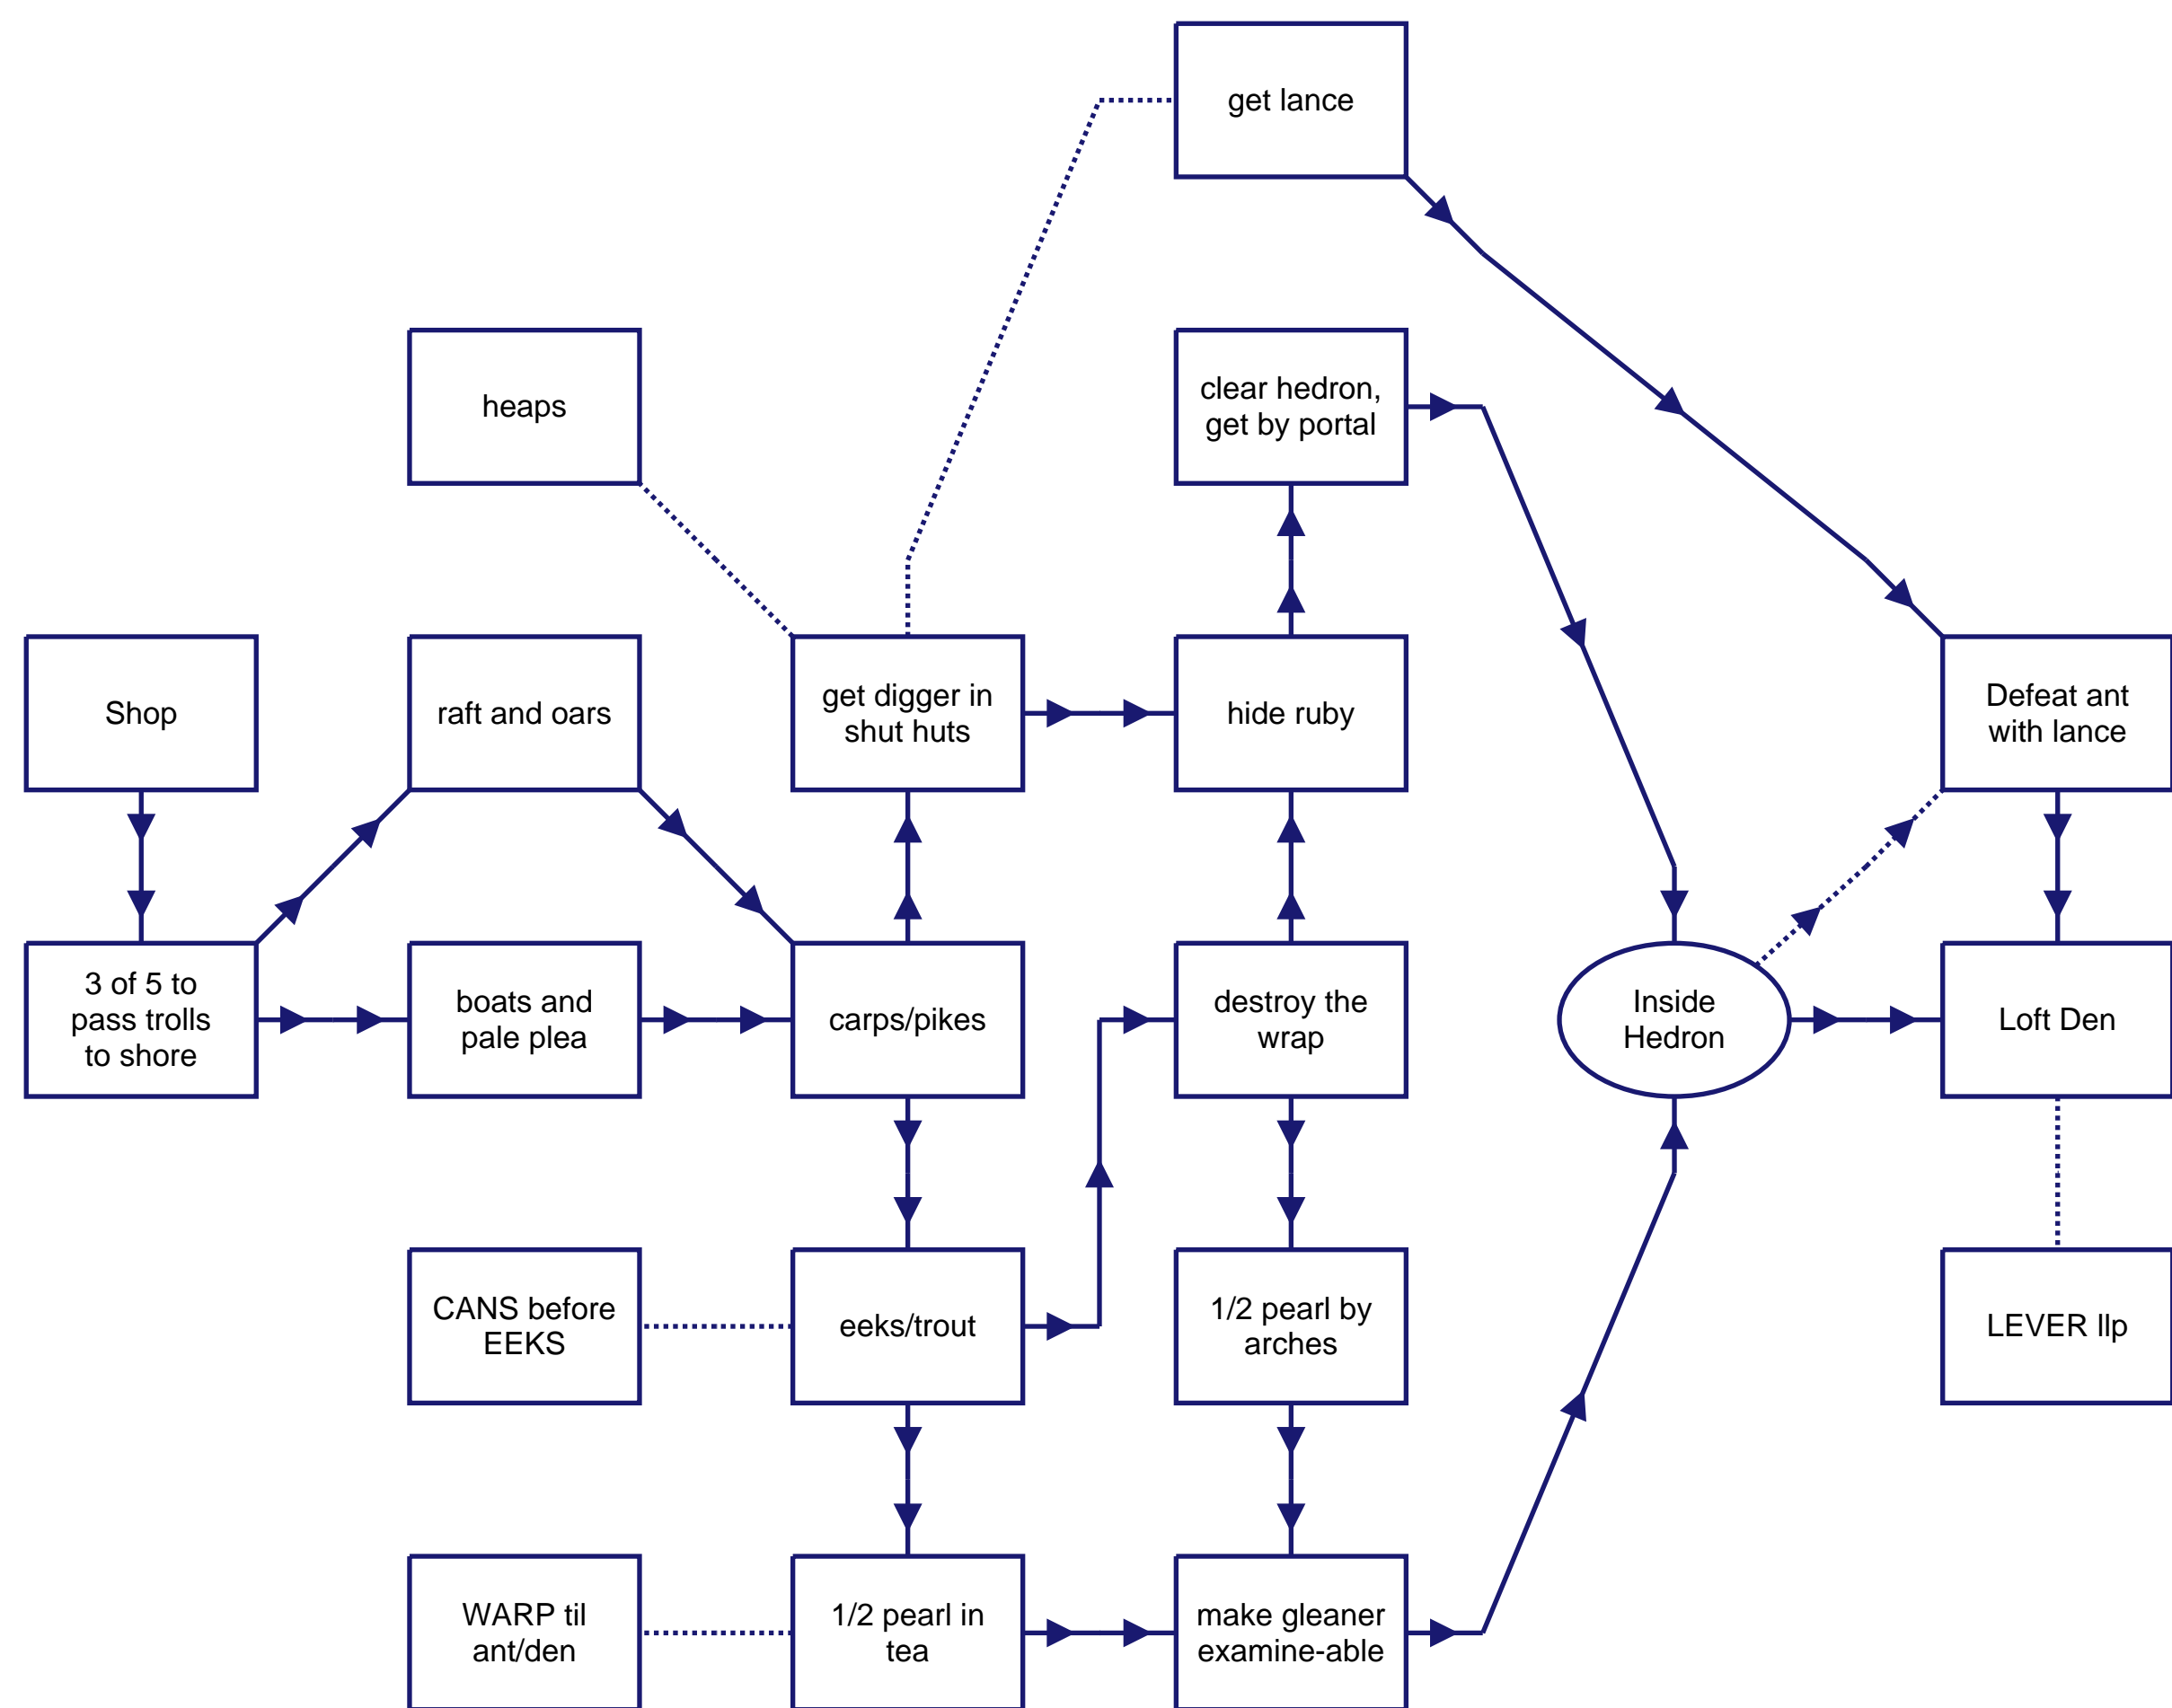 get lance
heaps
clear hedron,
get by portal
Shop
raft and oars
get digger in
shut huts
hide ruby
Defeat ant
with lance
3 of 5 to
pass trolls
to shore
boats and
pale plea
carps/pikes
destroy the
wrap
Inside
Hedron
Loft Den
CANS before
EEKS
eeks/trout
1/2 pearl by
arches
LEVER llp
WARP til
ant/den
1/2 pearl in
tea
make gleaner
examine-able